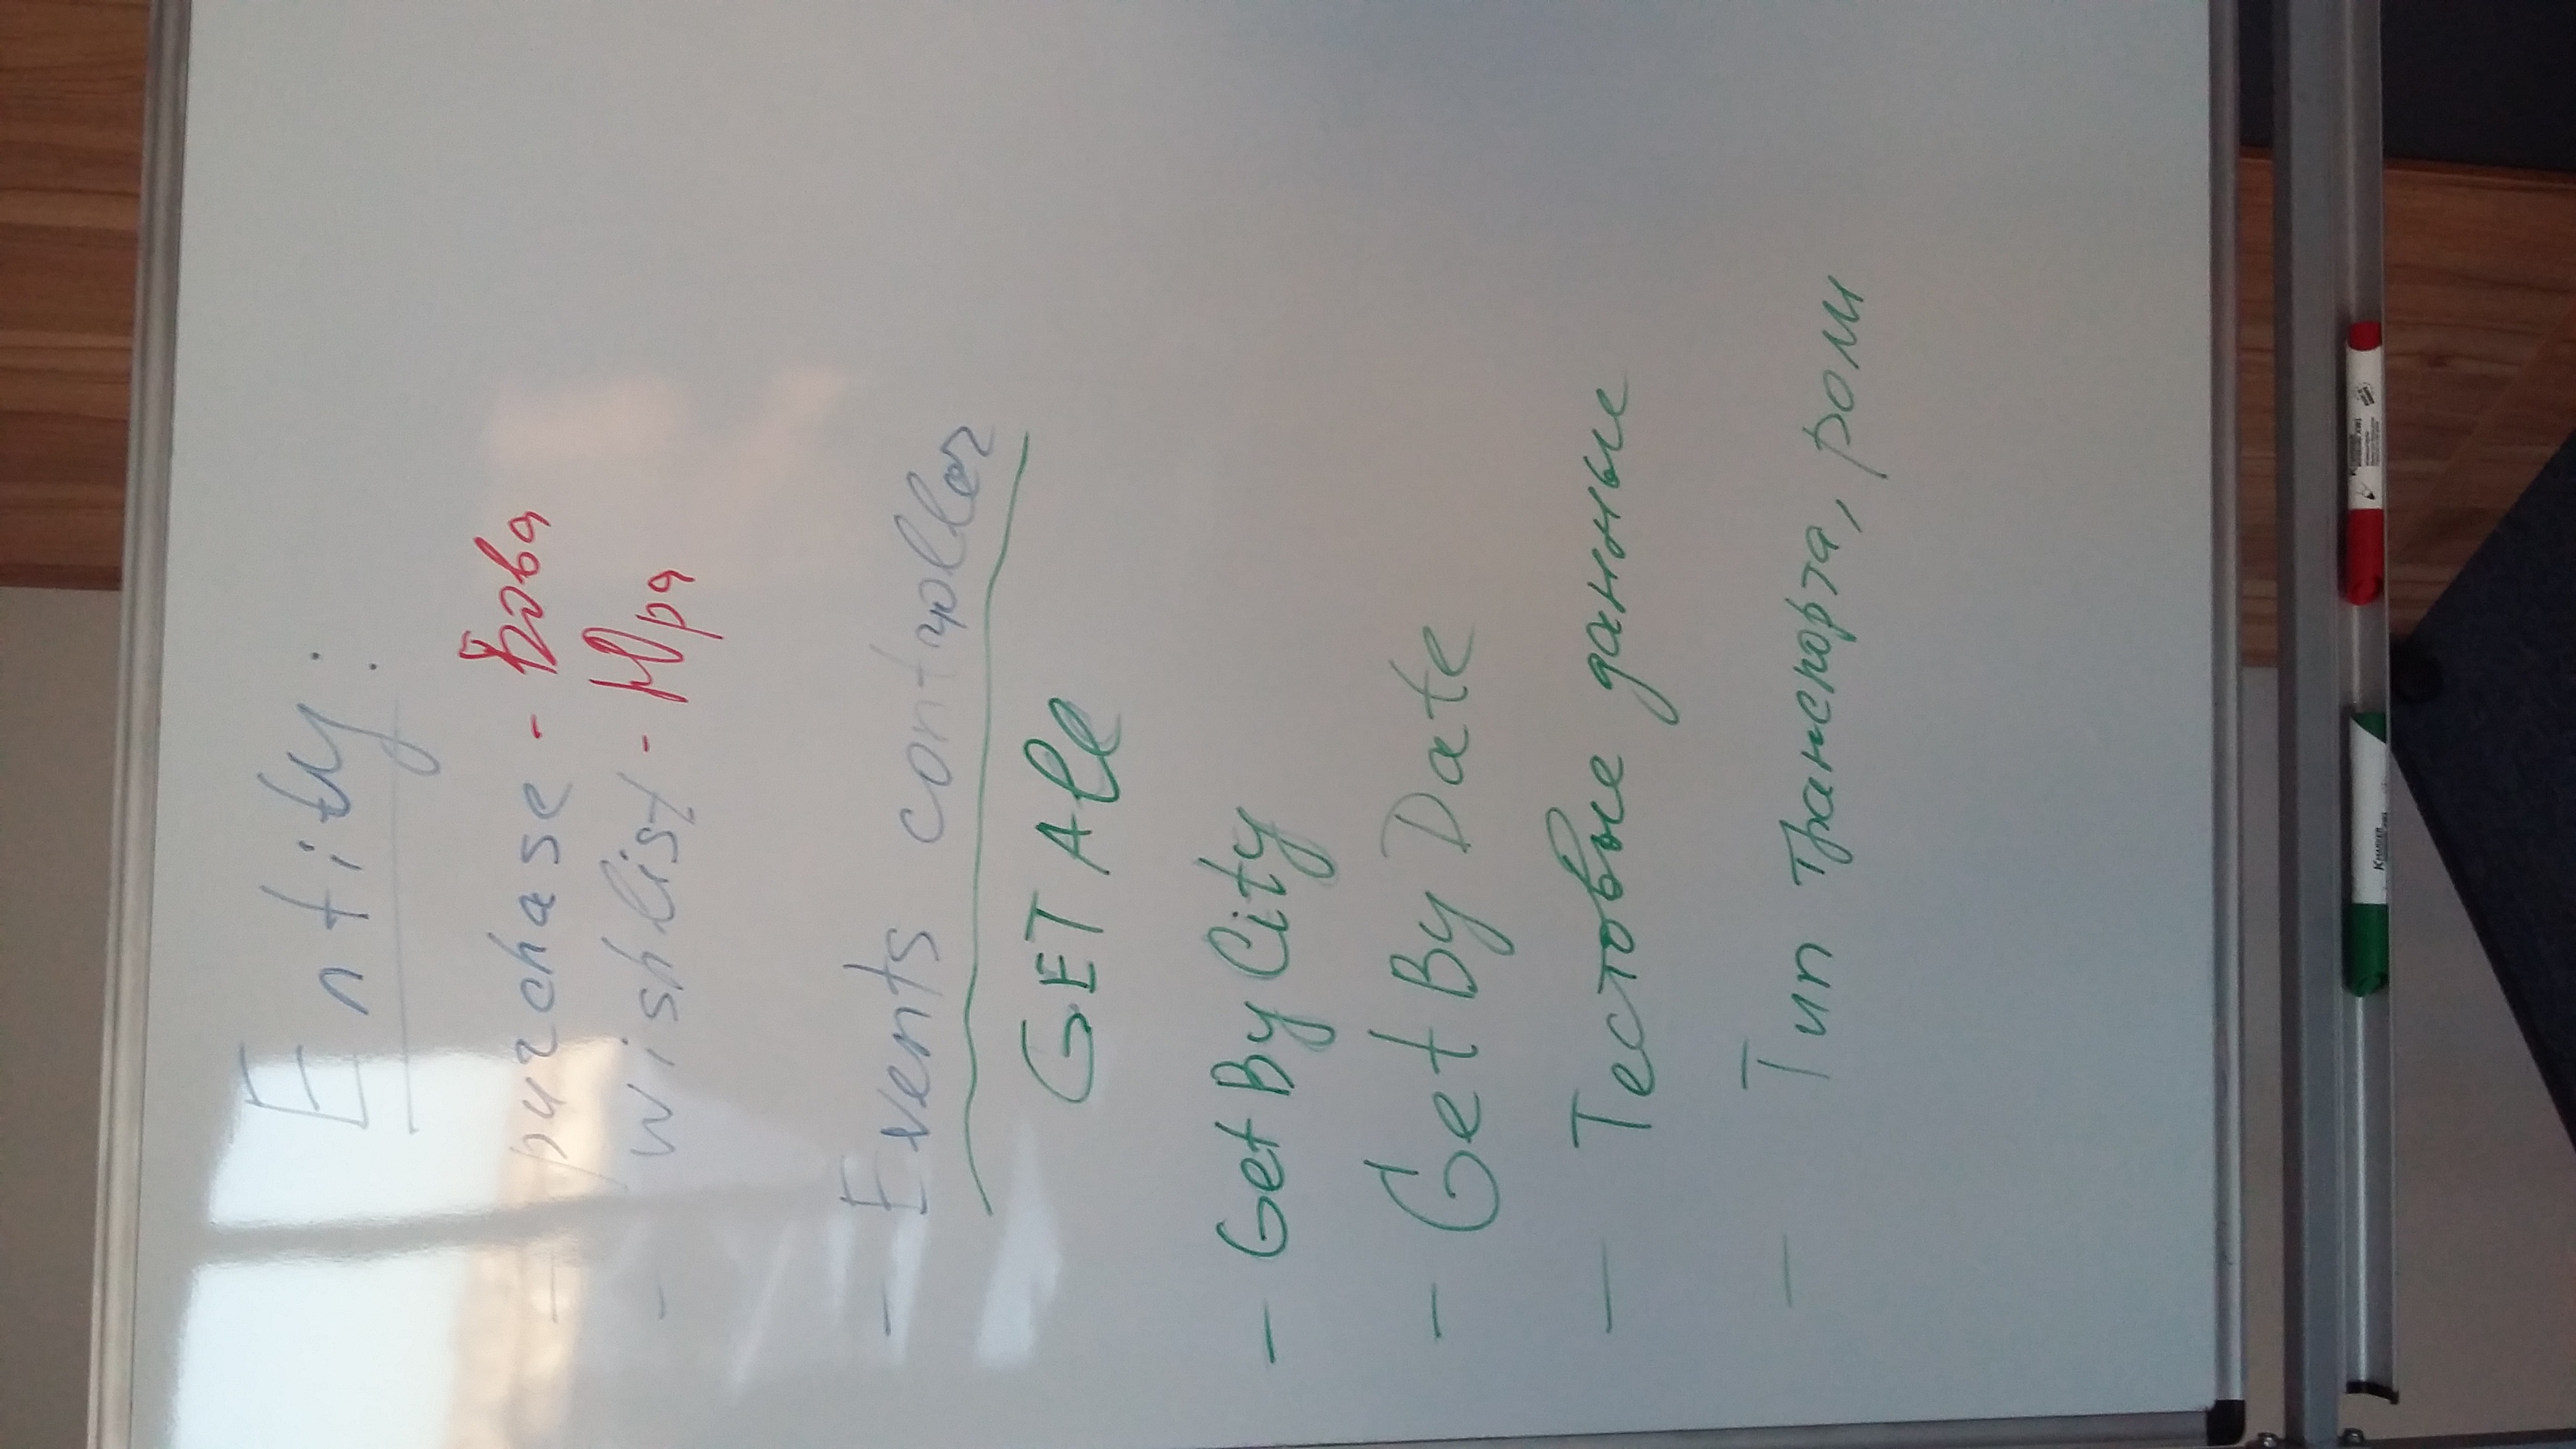 Entity:
- purchase - Вова
- wishlist - Юра
- Events controller
GET All
- Get By City
- Get By Date
- Тестовые данные
- Тип транспорта, роли
K MARKER